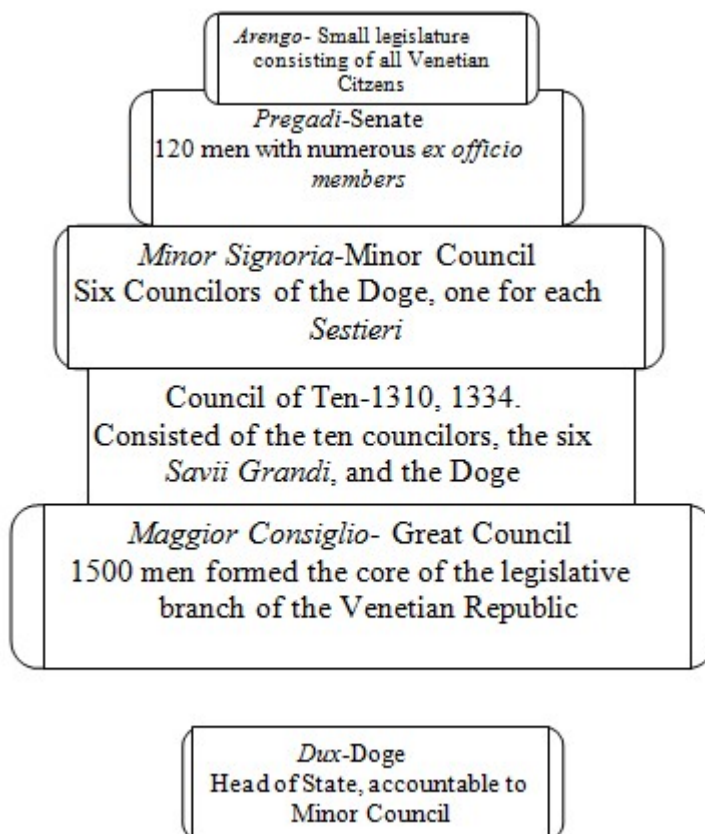 Arengo- Small legislature
consisting of all Venetian
Citzens
Pregadi-Senate
120 men with numerous ex officio
members
Minor Signoria-Minor Council
Six Councilors of the Doge, one for each
Sestieri
Council of Ten-1310, 1334.
Consisted of the ten councilors, the six
Savii Grandi, and the Doge
Maggior Consiglio- Great Council
1500 men formed the core of the legislative
branch of the Venetian Republic
Dux-Doge
Head of State, accountable to
Minor Council